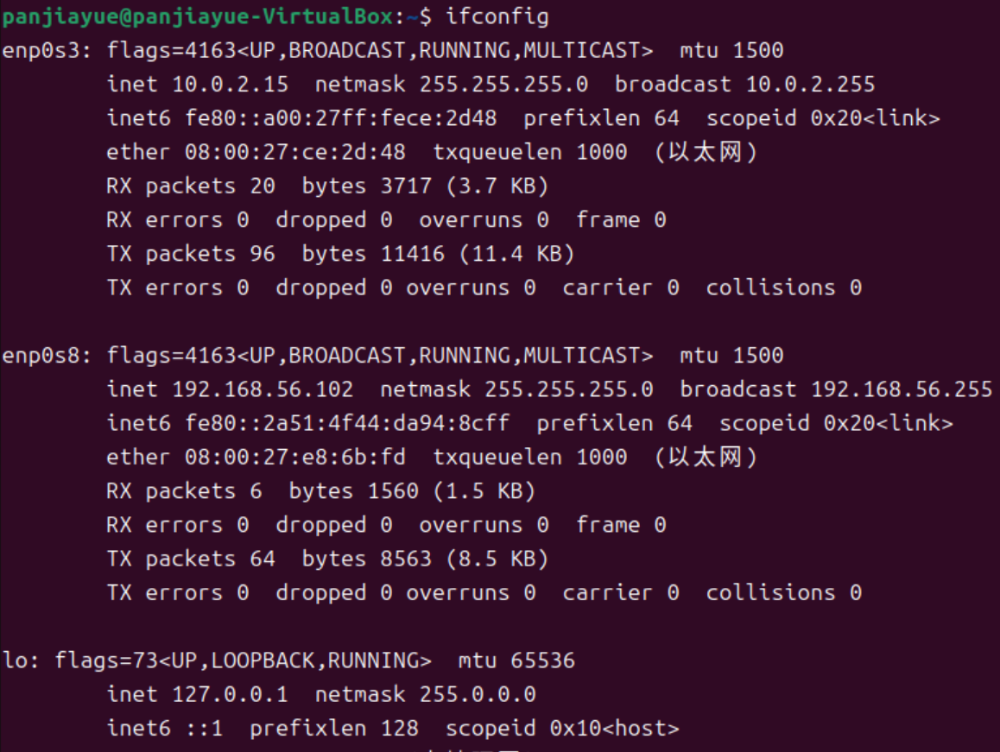 panjiayue@panjiayue-VirtualBox:~$ ifconfig
enp0s3: flags=4163<UP,BROADCAST,RUNNING,MULTICAST>  mtu 1500
        inet 10.0.2.15  netmask 255.255.255.0  broadcast 10.0.2.255
        inet6 fe80::a00:27ff:fece:2d48  prefixlen 64  scopeid 0x20<link>
        ether 08:00:27:ce:2d:48  txqueuelen 1000  (以太网)
        RX packets 20  bytes 3717 (3.7 KB)
        RX errors 0  dropped 0  overruns 0  frame 0
        TX packets 96  bytes 11416 (11.4 KB)
        TX errors 0  dropped 0 overruns 0  carrier 0  collisions 0

enp0s8: flags=4163<UP,BROADCAST,RUNNING,MULTICAST>  mtu 1500
        inet 192.168.56.102  netmask 255.255.255.0  broadcast 192.168.56.255
        inet6 fe80::2a51:4f44:da94:8cff  prefixlen 64  scopeid 0x20<link>
        ether 08:00:27:e8:6b:fd  txqueuelen 1000  (以太网)
        RX packets 6  bytes 1560 (1.5 KB)
        RX errors 0  dropped 0  overruns 0  frame 0
        TX packets 64  bytes 8563 (8.5 KB)
        TX errors 0  dropped 0 overruns 0  carrier 0  collisions 0

lo: flags=73<UP,LOOPBACK,RUNNING>  mtu 65536
        inet 127.0.0.1  netmask 255.0.0.0
        inet6 ::1  prefixlen 128  scopeid 0x10<host>